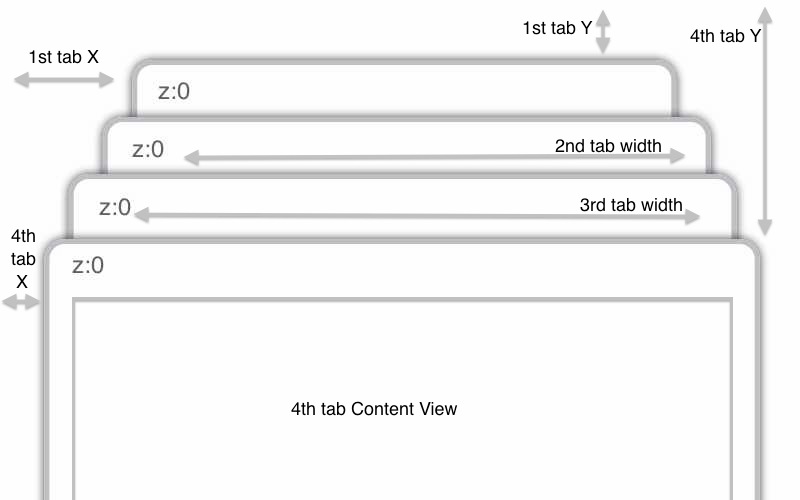 1st tab Y
4th tab Y
1st tab X
z:0
z:0
2nd tab width
z:0
3rd tab width
4th
tab
X
z:0
4th tab Content View